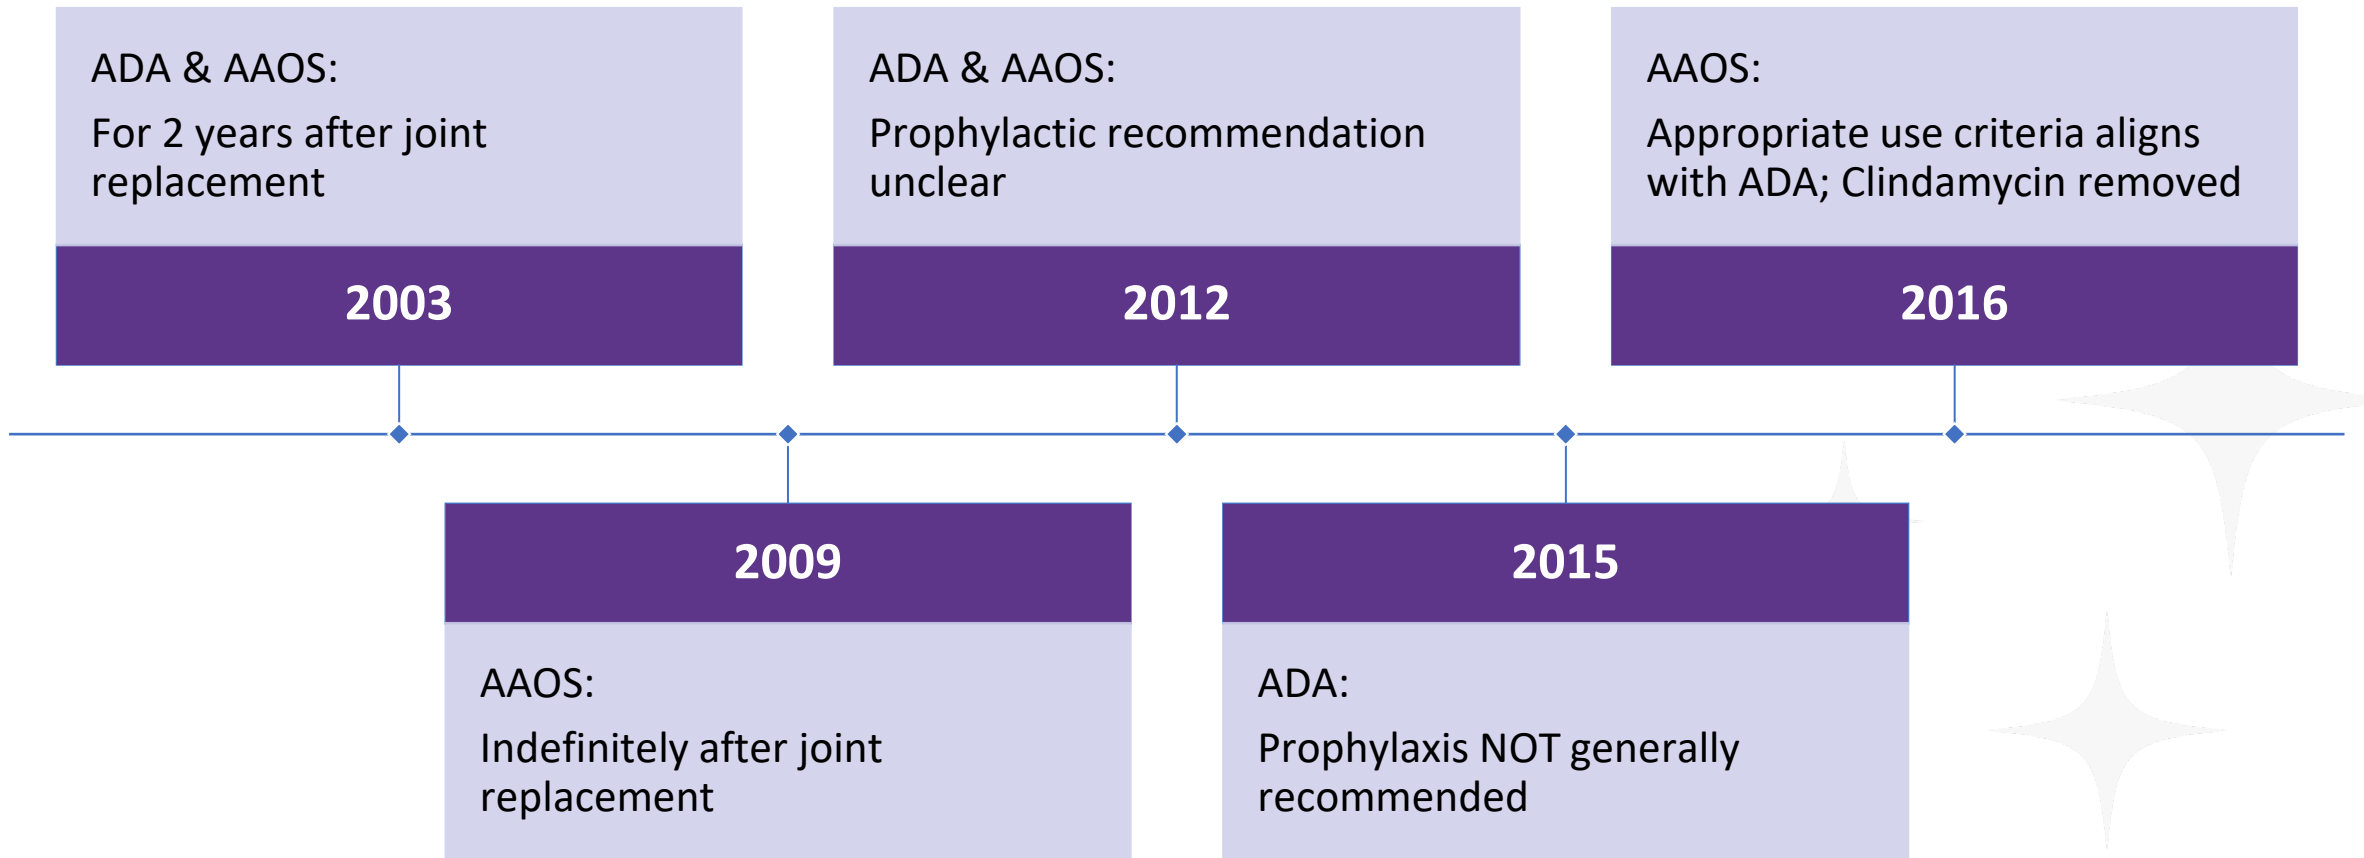 ADA & AAOS:
For 2 years after joint
replacement
2003
AAOS:
Indefinitely after joint
replacement
2009
ADA & AAOS:
Prophylactic recommendation
unclear
2012
ADA:
Prophylaxis NOT generally
recommended
2015
AAOS:
Appropriate use criteria aligns
with ADA; Clindamycin removed
2016